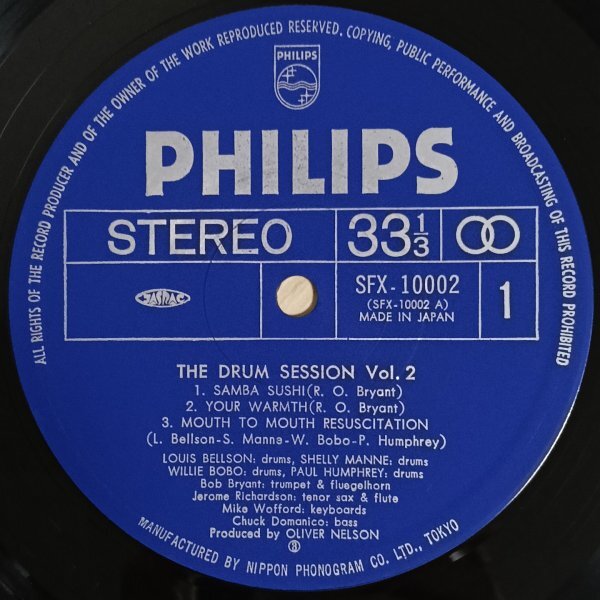 ALL RIGHTS OF THE RECORD PRODUCER AND OF THE OWNER OF THE WORK REPRODUCED RESERVED. COPYING, PUBLIC PERFORMANCE AND BROADCASTING OF THIS RECORD PROHIBITED
PHILIPS
PHILIPS
STEREO 33 1/3
JASRAC SFX-10002 1
(SFX-10002 A)
MADE IN JAPAN
THE DRUM SESSION Vol. 2
1. SAMBA SUSHI(R. O. Bryant)
2. YOUR WARMTH(R. O. Bryant)
3. MOUTH TO MOUTH RESUSCITATION
(L. Bellson-S. Manne-W. Bobo-P. Humphrey)
LOUIS BELLSON: drums, SHELLY MANNE: drums
WILLIE BOBO: drums, PAUL HUMPHREY: drums
Bob Bryant: trumpet & fluegelhorn
Jerome Richardson: tenor sax & flute
Mike Wofford: keyboards
Chuck Domanico: bass
Produced by OLIVER NELSON
MANUFACTURED BY NIPPON PHONOGRAM CO. LTD., TOKYO